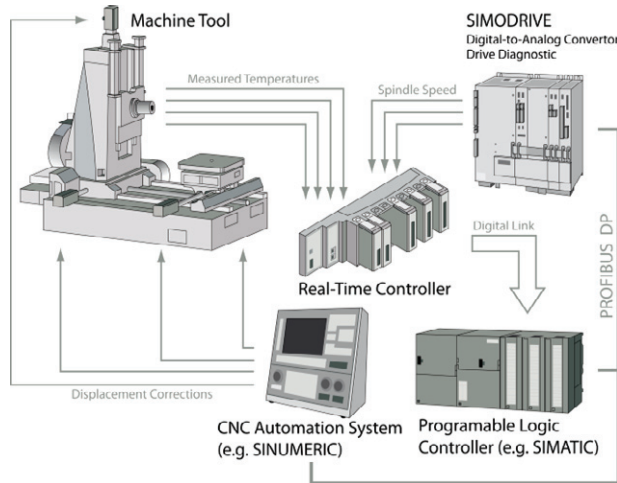 Machine Tool
SIMODRIVE
Digital-to-Analog Convertor
Drive Diagnostic
Measured Temperatures
Spindle Speed
Digital Link
PROFIBUS DP
Real-Time Controller
Displacement Corrections
CNC Automation System
(e.g. SINUMERIC)
Programable Logic
Controller (e.g. SIMATIC)